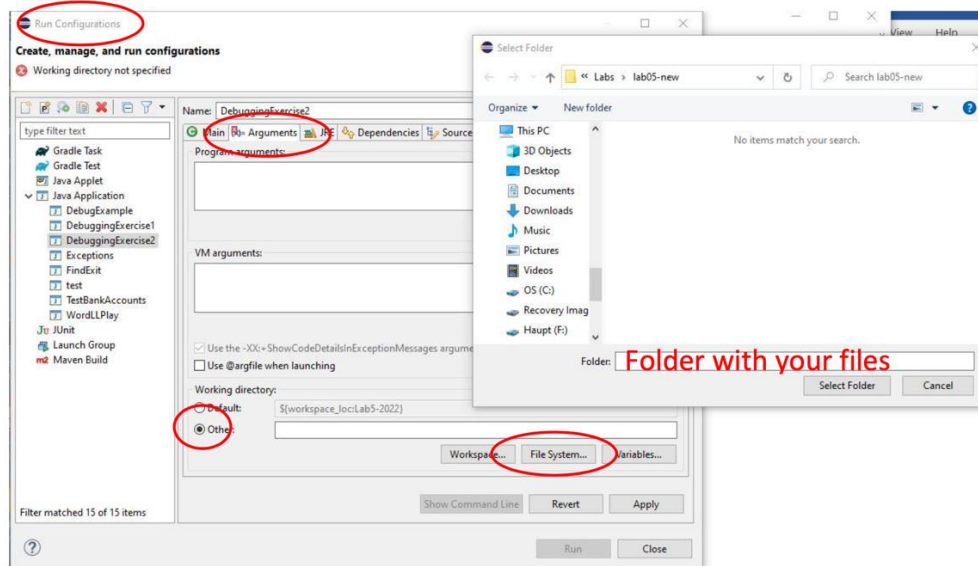 Run Configurations
Create, manage, and run configurations
Working directory not specified
type filter text
Gradle Task
Gradle Test
Java Applet
Java Application
DebugExample
DebuggingExercise1
DebuggingExercise2
Exceptions
FindExit
test
TestBankAccounts
WordLLPlay
JUnit
Launch Group
m2 Maven Build
Filter matched 15 of 15 items
Name: DebuggingExercise2
Main Arguments JRE Dependencies Source
Program arguments:
VM arguments:
Use the -XX:+ShowCodeDetailsInExceptionMessages argume
Use @argfile when launching
Working directory:
Default: ${workspace_loc:Lab5-2022}
Other:
Workspace... File System... Variables...
Show Command Line Revert Apply
Run Close
View Help
Select Folder
« Labs › lab05-new
Search lab05-new
Organize New folder
This PC
3D Objects
Desktop
Documents
Downloads
Music
Pictures
Videos
OS (C:)
Recovery Imag
Haupt (F:)
No items match your search.
Folder: Folder with your files
Select Folder Cancel